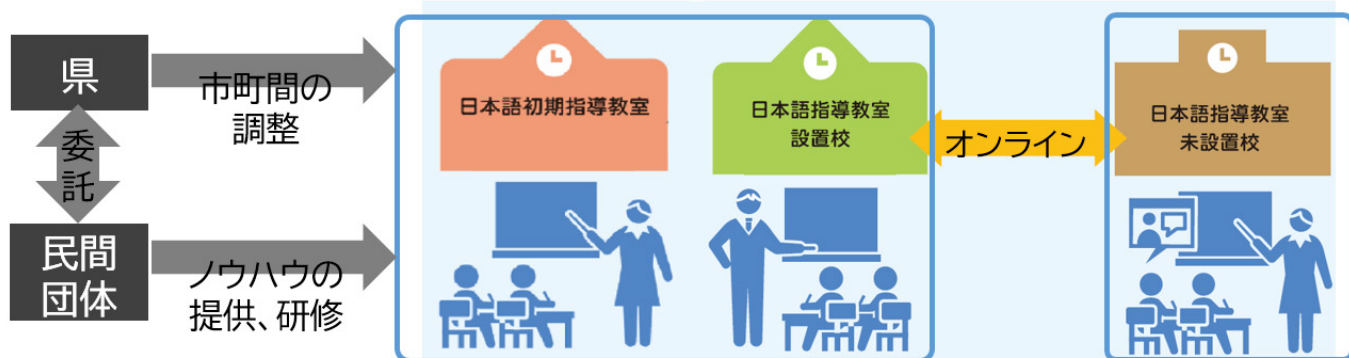 県
委
託
民間
団体
市町間の
調整
ノウハウの
提供、研修
日本語初期指導教室
日本語指導教室
設置校
オンライン
日本語指導教室
未設置校